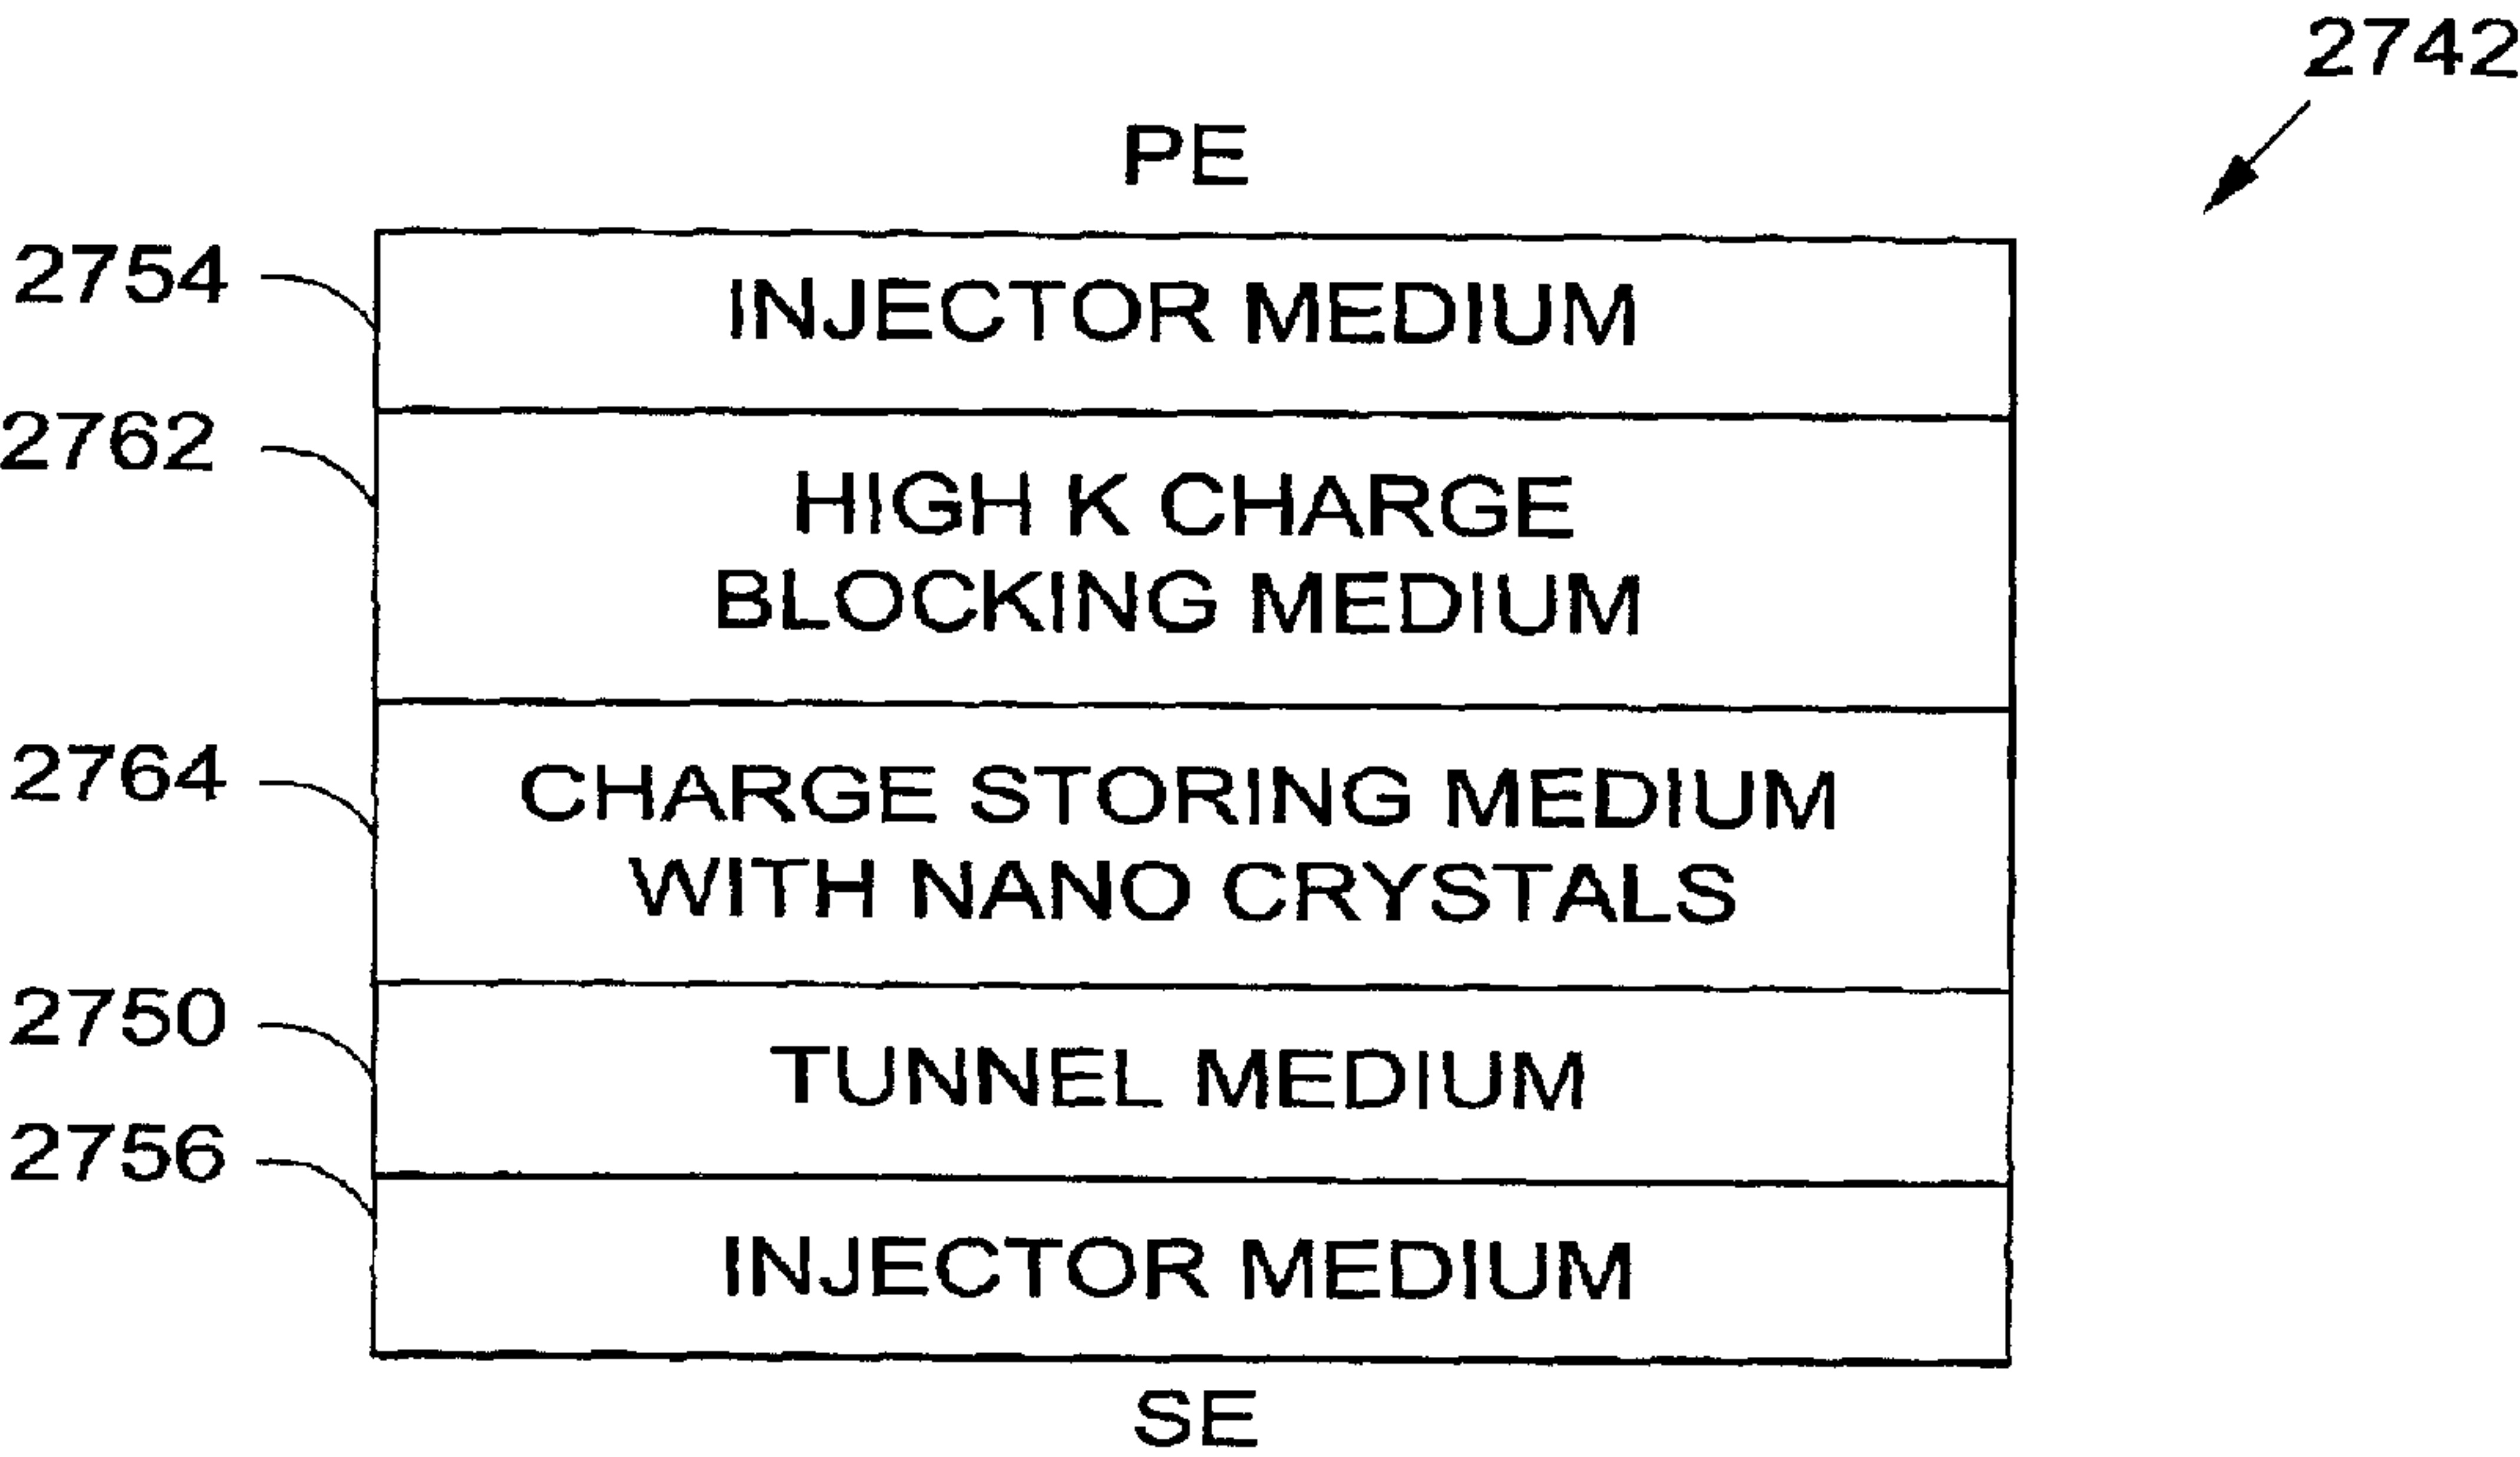 2742
PE
2754
INJECTOR MEDIUM
2762
HIGH K CHARGE
BLOCKING MEDIUM
2764
CHARGE STORING MEDIUM
WITH NANO CRYSTALS
2750
TUNNEL MEDIUM
2756
INJECTOR MEDIUM
SE